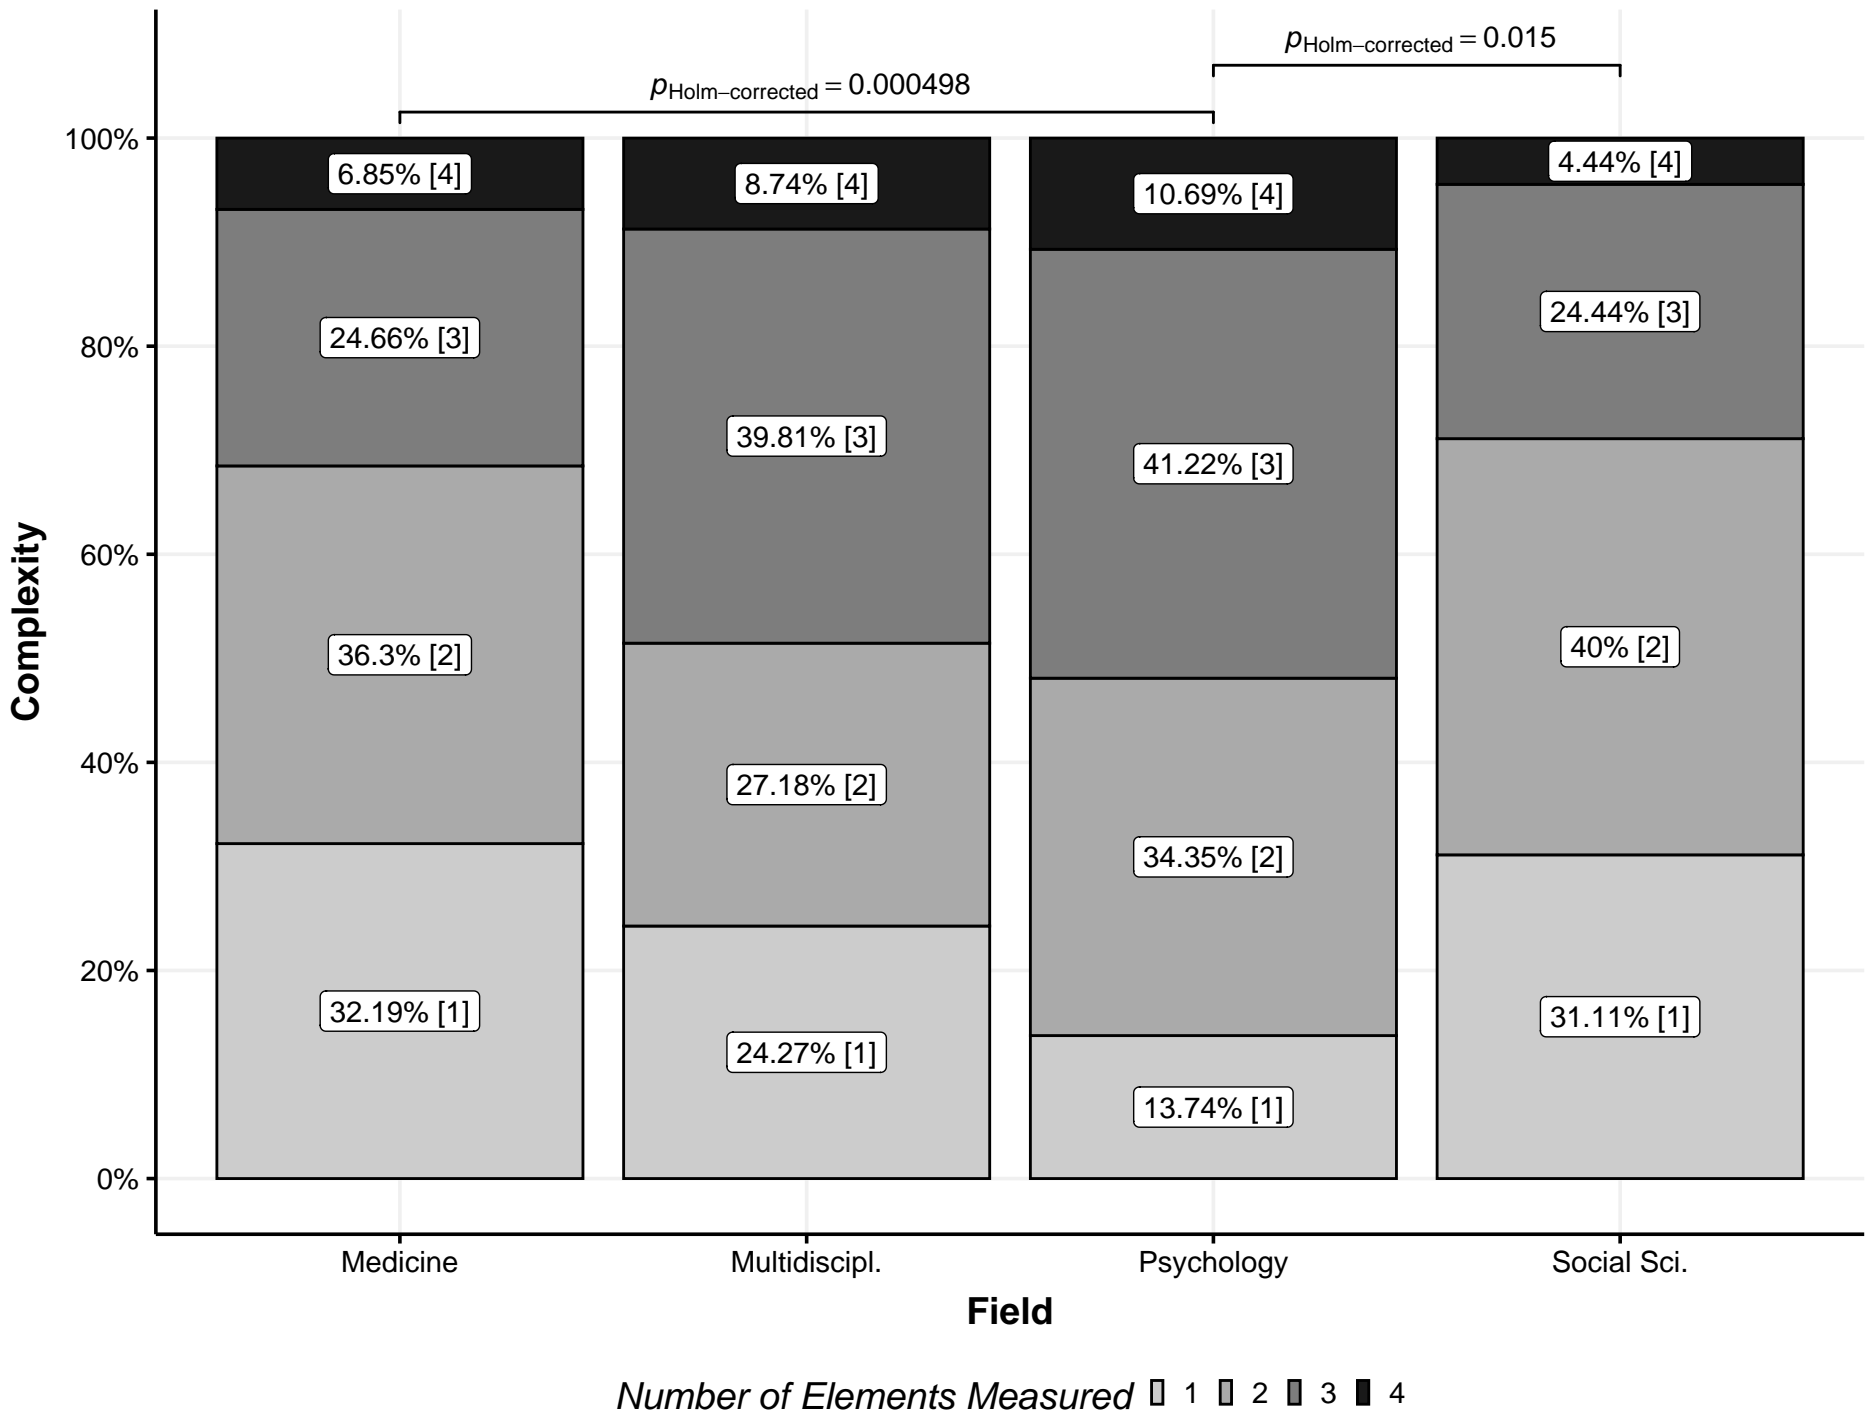 pHolm−corrected = 0.015
pHolm−corrected = 0.000498
100%
6.85% [4]
8.74% [4]
10.69% [4]
4.44% [4]
80%
24.66% [3]
39.81% [3]
41.22% [3]
24.44% [3]
60%
36.3% [2]
27.18% [2]
34.35% [2]
40% [2]
40%
20%
32.19% [1]
24.27% [1]
13.74% [1]
31.11% [1]
0%
Complexity
Medicine
Multidiscipl.
Psychology
Social Sci.
Field
Number of Elements Measured 1 2 3 4